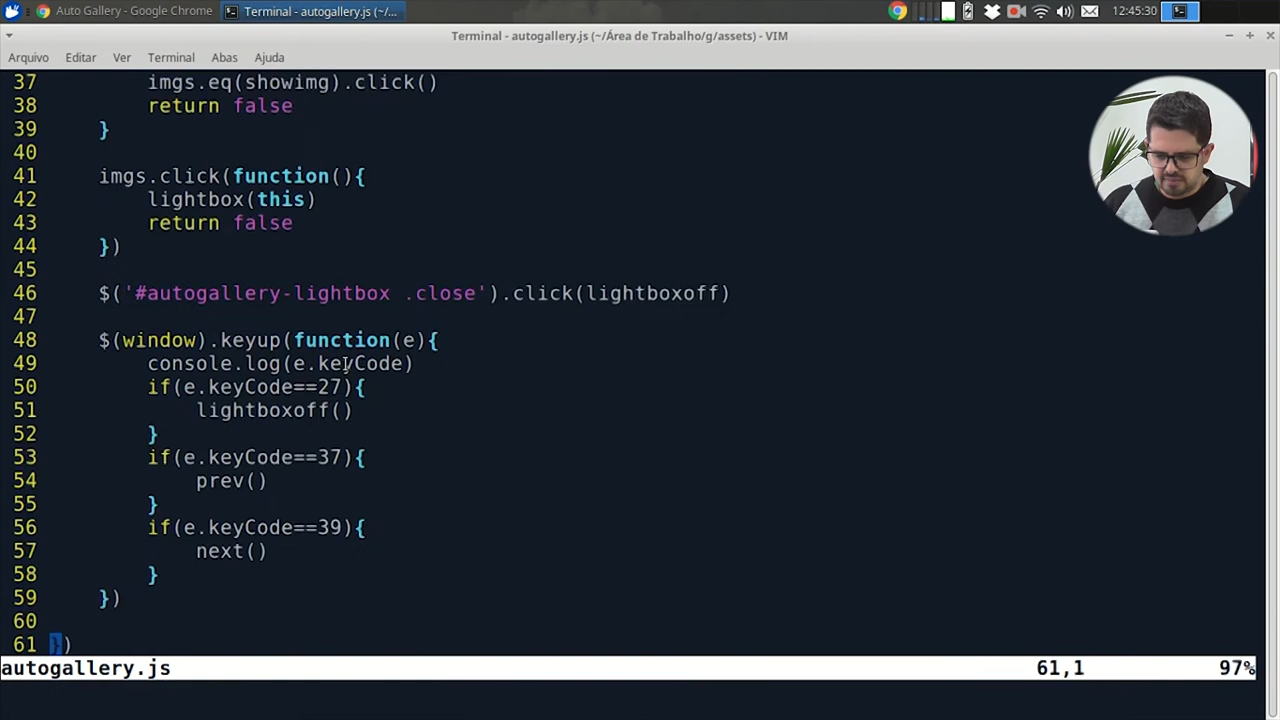 Auto Gallery - Google Chrome
Terminal - autogallery.js (~/...
12:45:30
Terminal - autogallery.js (~/Área de Trabalho/g/assets) - VIM
Arquivo Editar Ver Terminal Abas Ajuda
37 imgs.eq(showimg).click()
38 return false
39 }
40
41 imgs.click(function(){
42 lightbox(this)
43 return false
44 })
45
46 $('#autogallery-lightbox .close').click(lightboxoff)
47
48 $(window).keyup(function(e){
49 console.log(e.keyCode)
50 if(e.keyCode==27){
51 lightboxoff()
52 }
53 if(e.keyCode==37){
54 prev()
55 }
56 if(e.keyCode==39){
57 next()
58 }
59 })
60
61 })
autogallery.js 61,1 97%